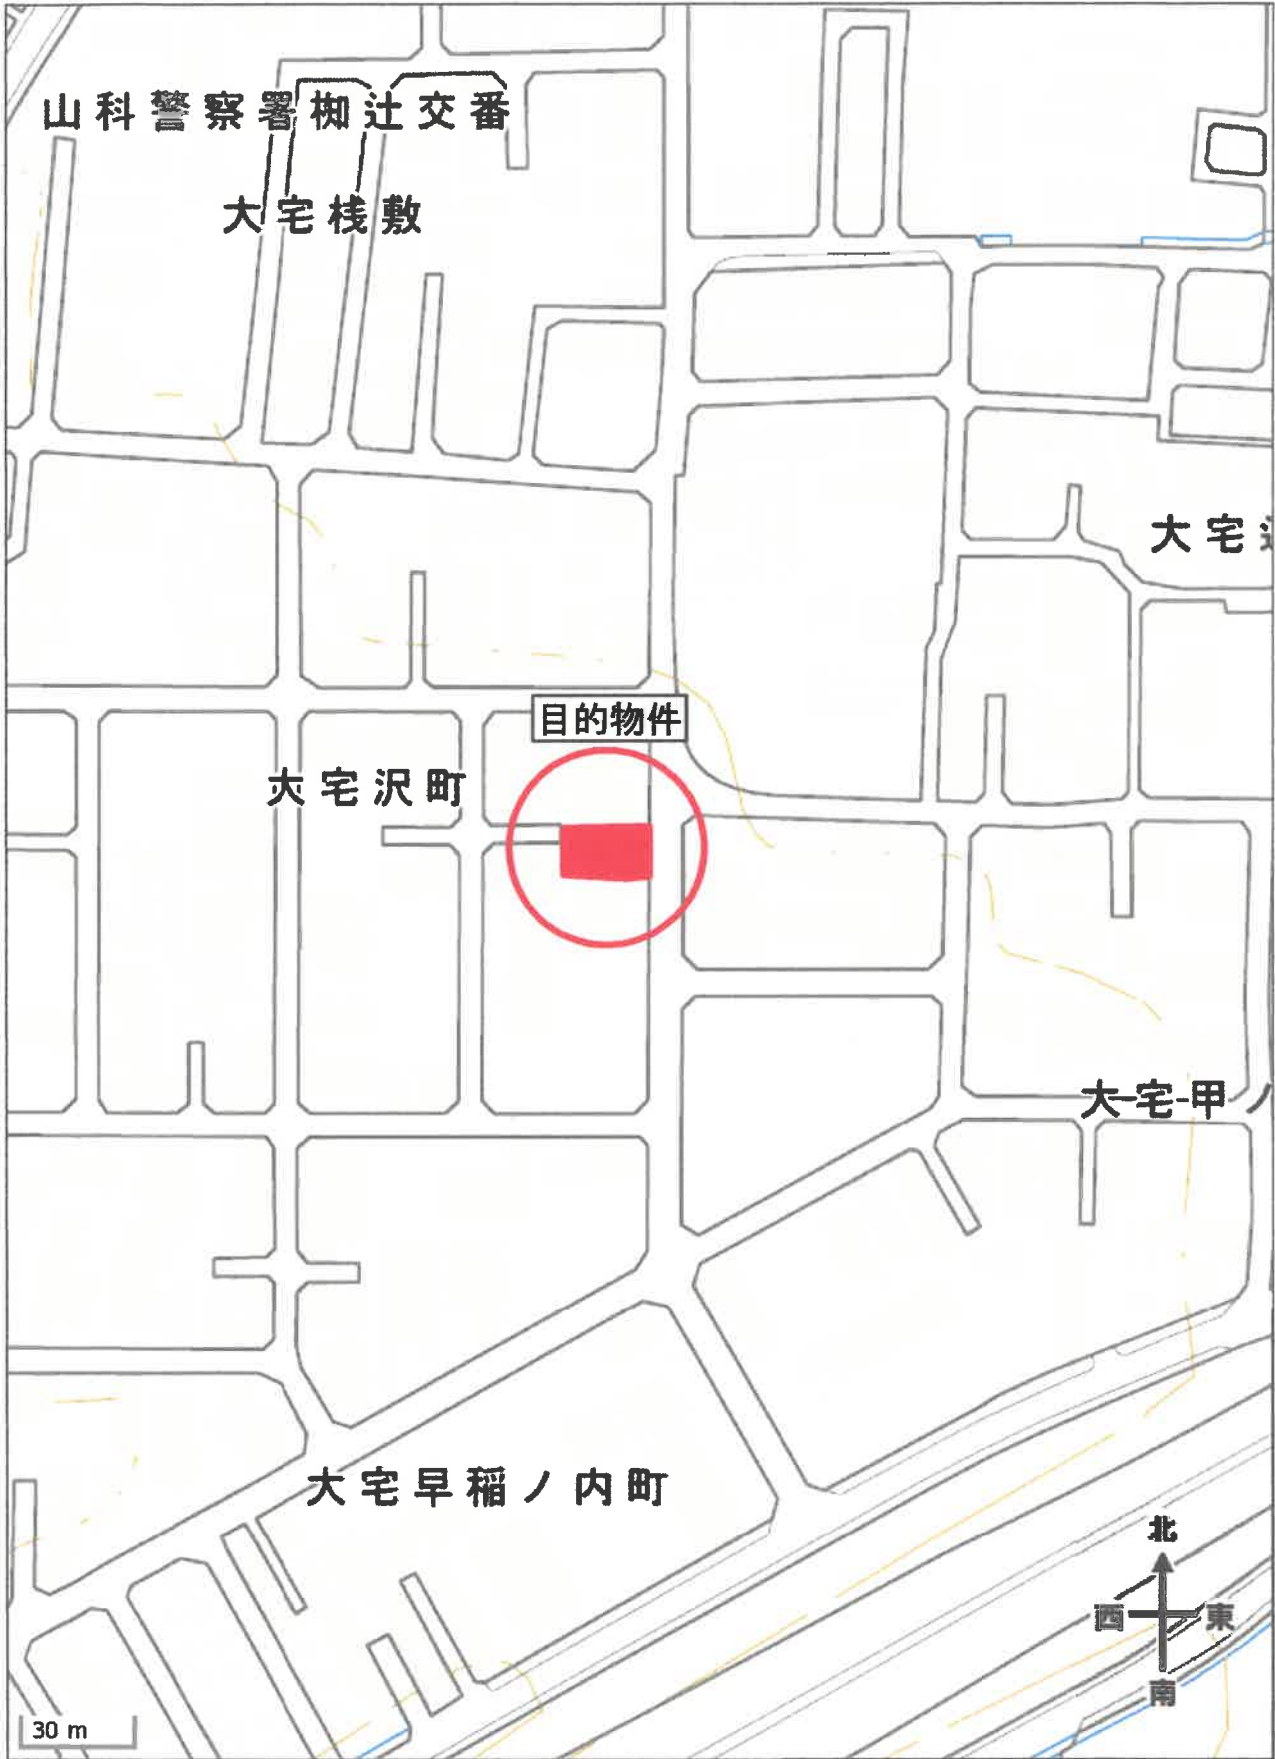 山科警察署椥辻交番
大宅桟敷
大宅
目的物件
大宅沢町
大宅甲ノ
大宅早稲ノ内町
北
西
東
南
30 m